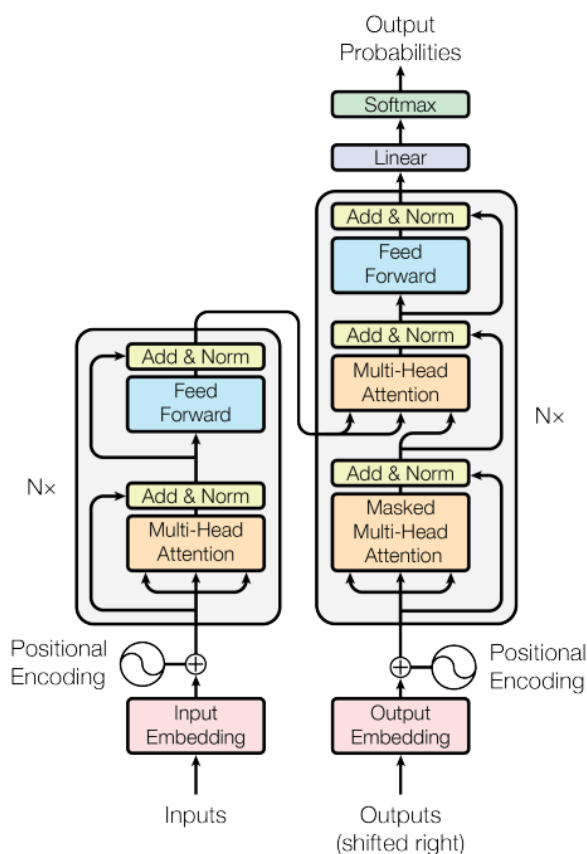 Output
Probabilities
Softmax
Linear
Add & Norm
Feed
Forward
Add & Norm
Multi-Head
Attention
Add & Norm
Masked
Multi-Head
Attention
N×
Positional
Encoding
Output
Embedding
Outputs
(shifted right)
Add & Norm
Feed
Forward
Add & Norm
Multi-Head
Attention
N×
Positional
Encoding
Input
Embedding
Inputs